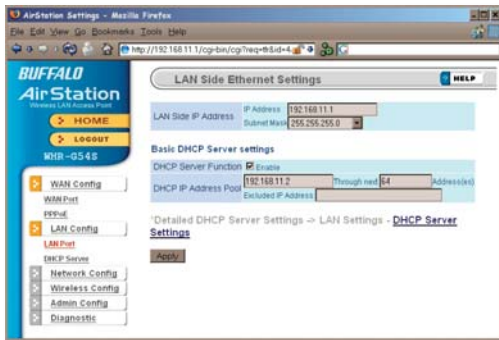 AirStation Settings - Mozilla Firefox
File Edit View Go Bookmarks Tools Help
http://192.168.11.1/cgi-bin/cgi?req=fr&id=4
BUFFALO
AirStation
Wireless LAN Access Point
HOME
LOGOUT
WHR-G54S
WAN Config
WAN Port
PPPoE
LAN Config
LAN Port
DHCP Server
Network Config
Wireless Config
Admin Config
Diagnostic
LAN Side Ethernet Settings
HELP
LAN Side IP Address
IP Address 192.168.11.1
Subnet Mask 255.255.255.0
Basic DHCP Server settings
DHCP Server Function Enable
DHCP IP Address Pool
192.168.11.2 Through next 64 Address(es)
Excluded IP Address
*Detailed DHCP Server Settings -> LAN Settings - DHCP Server
Settings
Apply